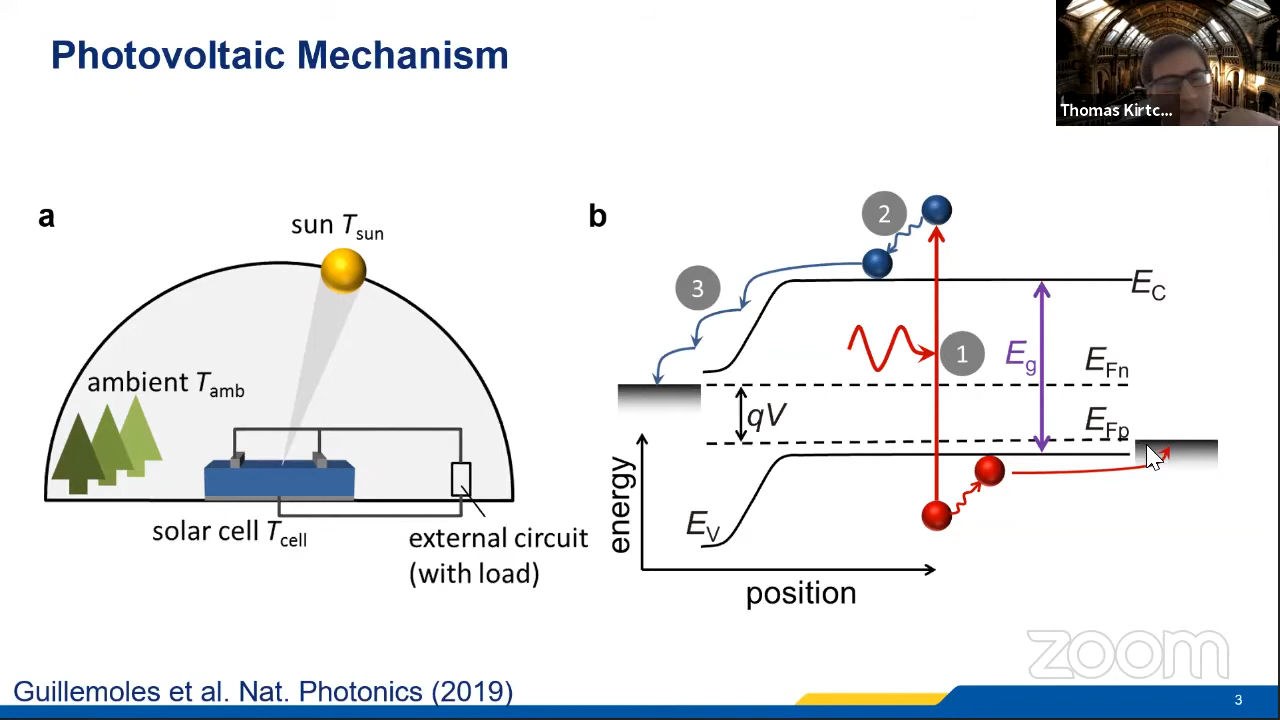 Photovoltaic Mechanism
Thomas Kirtc...
a
sun Tsun
ambient Tamb
solar cell Tcell
external circuit
(with load)
b
2
3
1
EC
Eg
EFn
qV
EFp
EV
energy
position
zoom
Guillemoles et al. Nat. Photonics (2019)
3